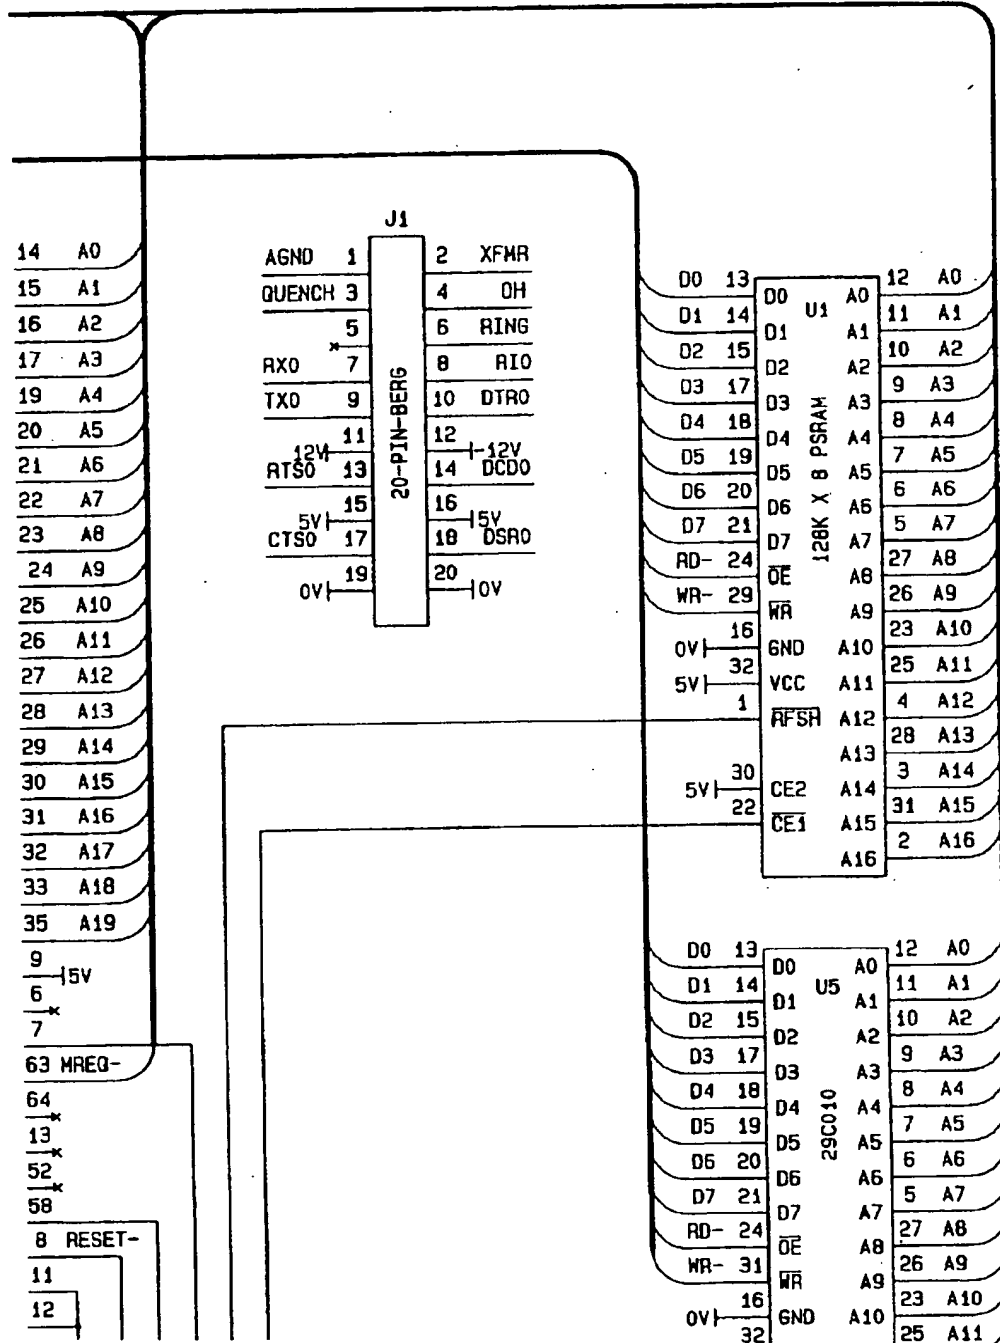 J1
AGND 1 2 XFMR
QUENCH 3 4 OH
5 6 RING
RX0 7 8 RI0
TX0 9 10 DTR0
12V 11 12 -12V
RTS0 13 14 DCD0
5V 15 16 5V
CTS0 17 18 DSR0
0V 19 20 0V
20-PIN-BERG
14 A0
15 A1
16 A2
17 A3
19 A4
20 A5
21 A6
22 A7
23 A8
24 A9
25 A10
26 A11
27 A12
28 A13
29 A14
30 A15
31 A16
32 A17
33 A18
35 A19
9 5V
6
7
63 MREQ-
64
13
52
58
8 RESET-
11
12
U1
128K X 8 PSRAM
D0 13 D0 A0 12 A0
D1 14 D1 A1 11 A1
D2 15 D2 A2 10 A2
D3 17 D3 A3 9 A3
D4 18 D4 A4 8 A4
D5 19 D5 A5 7 A5
D6 20 D6 A6 6 A6
D7 21 D7 A7 5 A7
RD- 24 OE A8 27 A8
WR- 29 WR A9 26 A9
0V 16 GND A10 23 A10
5V 32 VCC A11 25 A11
1 RFSH A12 4 A12
A13 28 A13
5V 30 CE2 A14 3 A14
22 CE1 A15 31 A15
A16 2 A16
U5
29C010
D0 13 D0 A0 12 A0
D1 14 D1 A1 11 A1
D2 15 D2 A2 10 A2
D3 17 D3 A3 9 A3
D4 18 D4 A4 8 A4
D5 19 D5 A5 7 A5
D6 20 D6 A6 6 A6
D7 21 D7 A7 5 A7
RD- 24 OE A8 27 A8
WR- 31 WR A9 26 A9
0V 16 GND A10 23 A10
32 25 A11